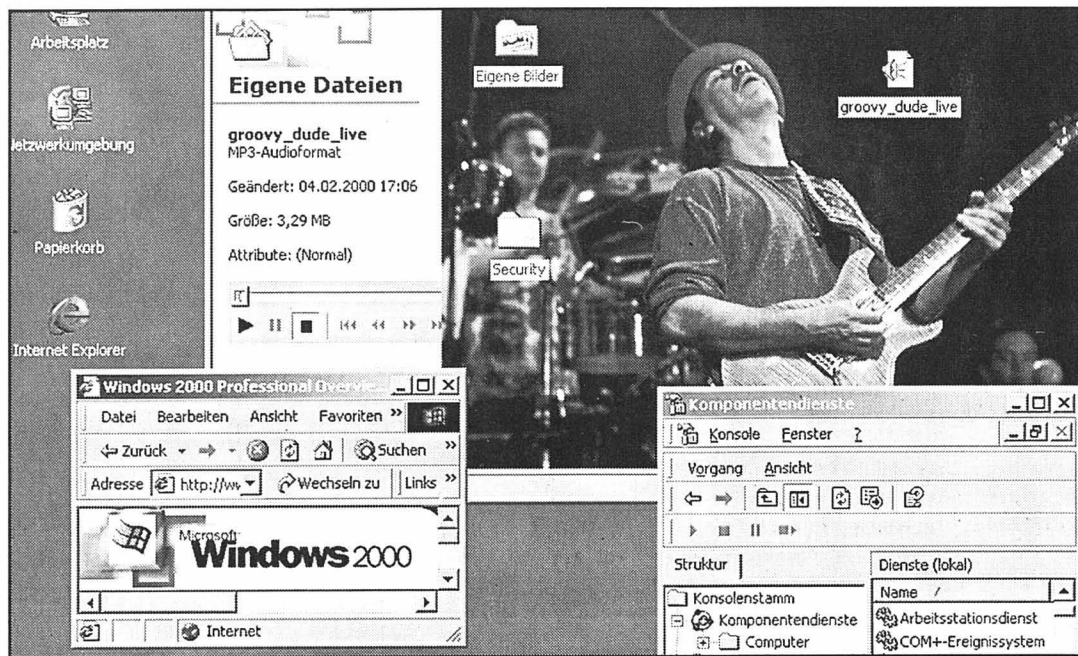 Arbeitsplatz
Netzwerkumgebung
Papierkorb
Internet Explorer
Eigene Dateien
groovy_dude_live
MP3-Audioformat
Geändert: 04.02.2000 17:06
Größe: 3,29 MB
Attribute: (Normal)
Eigene Bilder
groovy_dude_live
Security
Windows 2000 Professional Overvie...
Datei Bearbeiten Ansicht Favoriten »
Zurück Suchen »
Adresse http://ww Wechseln zu Links »
Microsoft
Windows 2000
Internet
Komponentendienste
Konsole Fenster ?
Vorgang Ansicht
Struktur
Konsolenstamm
Komponentendienste
Computer
Dienste (lokal)
Name
Arbeitsstationsdienst
COM+-Ereignissystem